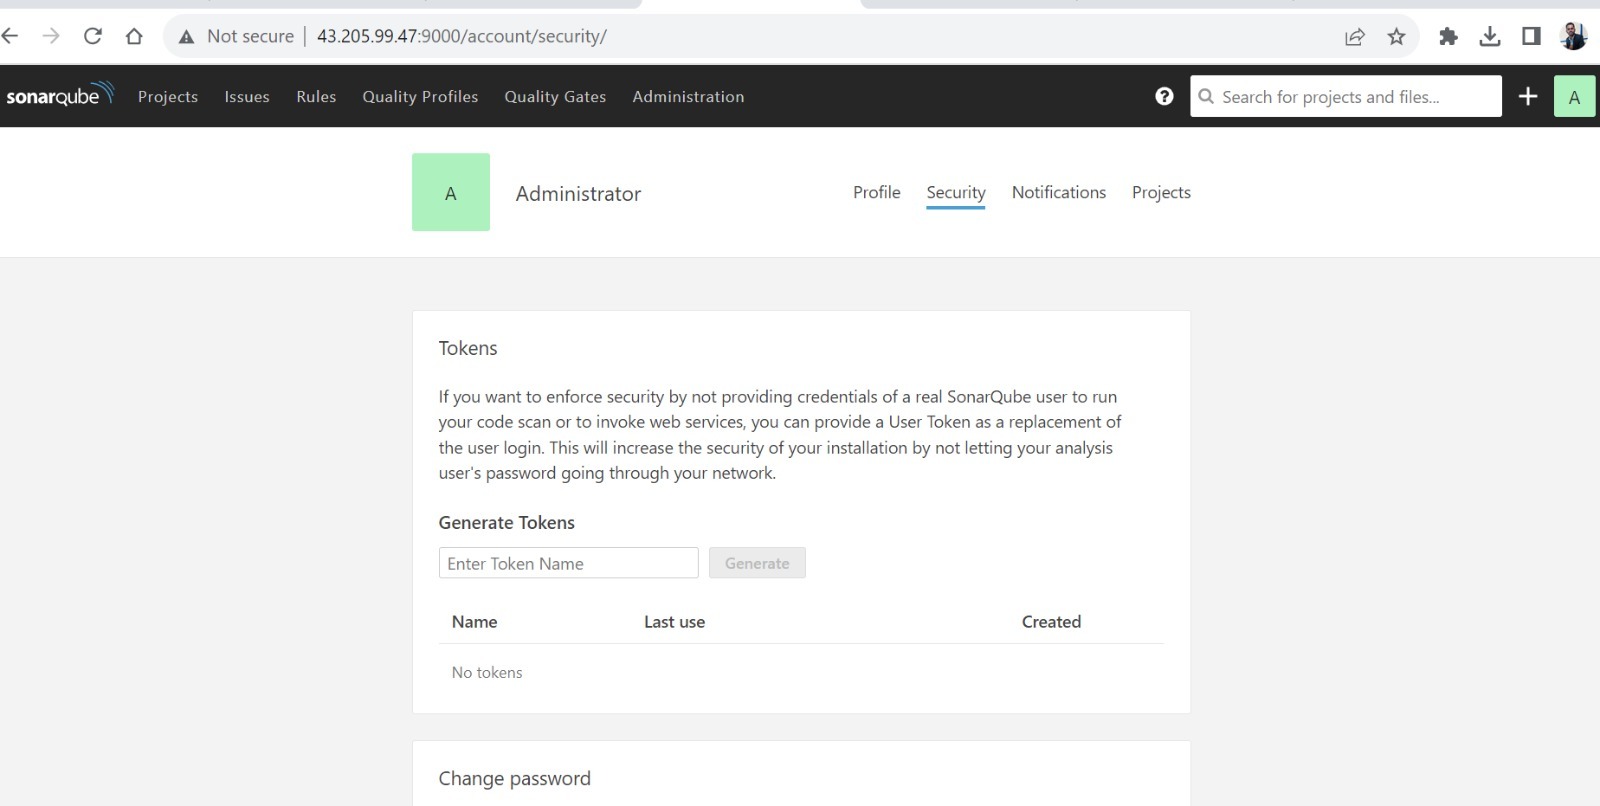 Not secure | 43.205.99.47:9000/account/security/
sonarqube Projects Issues Rules Quality Profiles Quality Gates Administration ? Search for projects and files... + A
A Administrator Profile Security Notifications Projects
Tokens
If you want to enforce security by not providing credentials of a real SonarQube user to run
your code scan or to invoke web services, you can provide a User Token as a replacement of
the user login. This will increase the security of your installation by not letting your analysis
user's password going through your network.
Generate Tokens
Enter Token Name Generate
Name Last use Created
No tokens
Change password